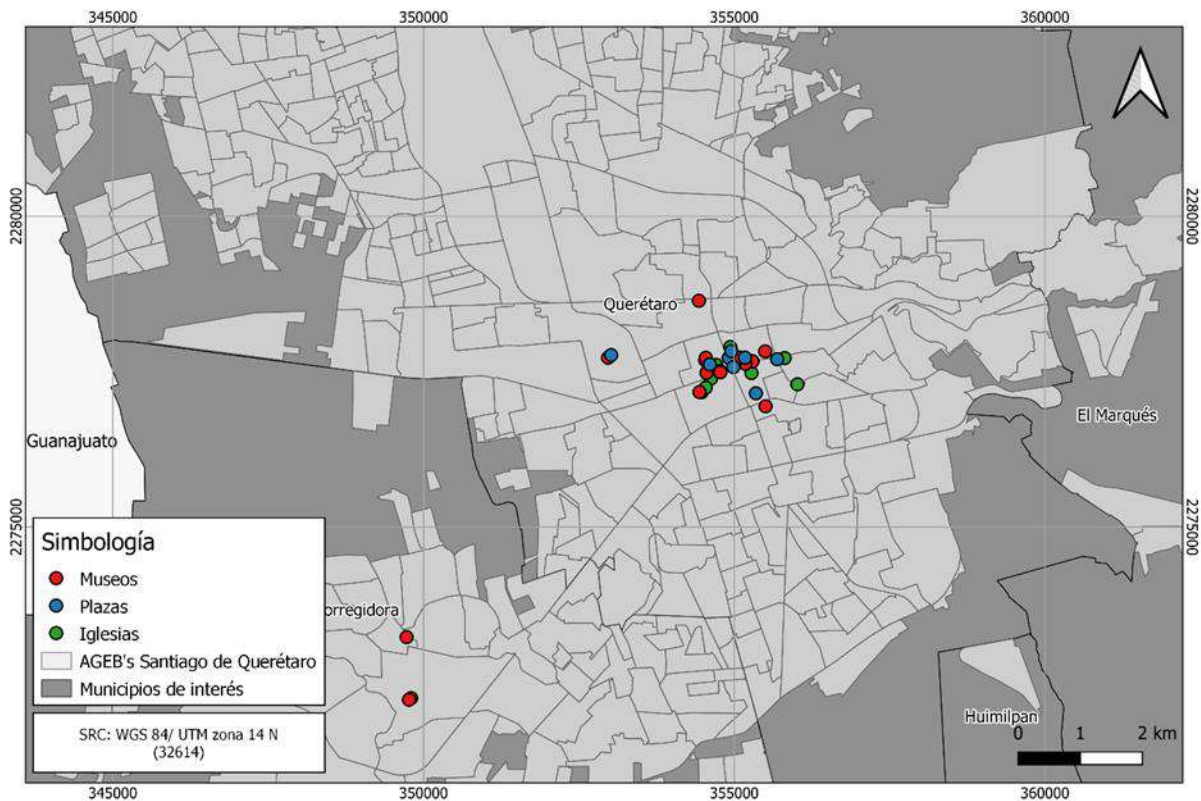 345000 350000 355000 360000
2280000 2280000
Querétaro
El Marqués
Guanajuato
2275000 2275000
Simbología
Museos
Plazas
Iglesias
AGEB's Santiago de Querétaro
Municipios de interés
orregidora
SRC: WGS 84/ UTM zona 14 N
(32614)
Huimilpan
0 1 2 km
345000 350000 355000 360000